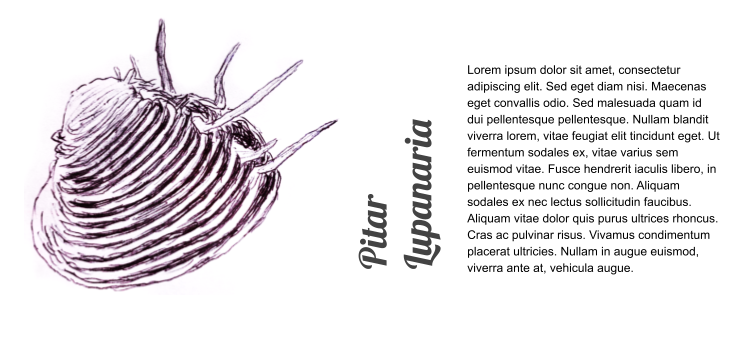 Pitar
Lupanaria
Lorem ipsum dolor sit amet, consectetur
adipiscing elit. Sed eget diam nisi. Maecenas
eget convallis odio. Sed malesuada quam id
dui pellentesque pellentesque. Nullam blandit
viverra lorem, vitae feugiat elit tincidunt eget. Ut
fermentum sodales ex, vitae varius sem
euismod vitae. Fusce hendrerit iaculis libero, in
pellentesque nunc congue non. Aliquam
sodales ex nec lectus sollicitudin faucibus.
Aliquam vitae dolor quis purus ultrices rhoncus.
Cras ac pulvinar risus. Vivamus condimentum
placerat ultricies. Nullam in augue euismod,
viverra ante at, vehicula augue.